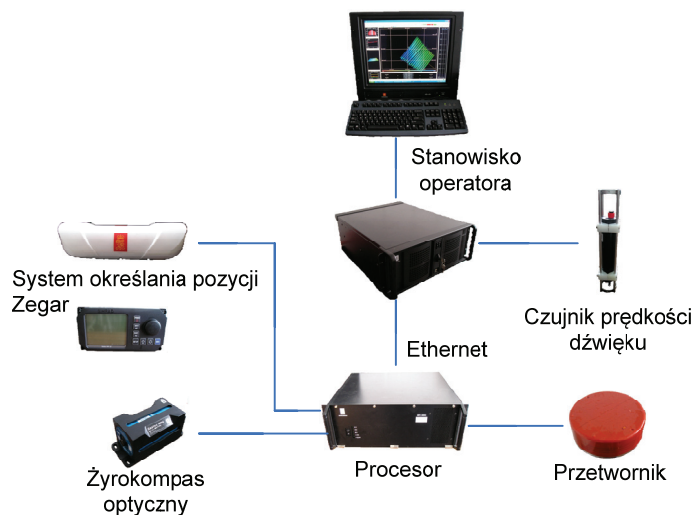 Stanowisko
operatora
System określania pozycji
Zegar
Czujnik prędkości
dźwięku
Ethernet
Żyrokompas
optyczny
Procesor
Przetwornik